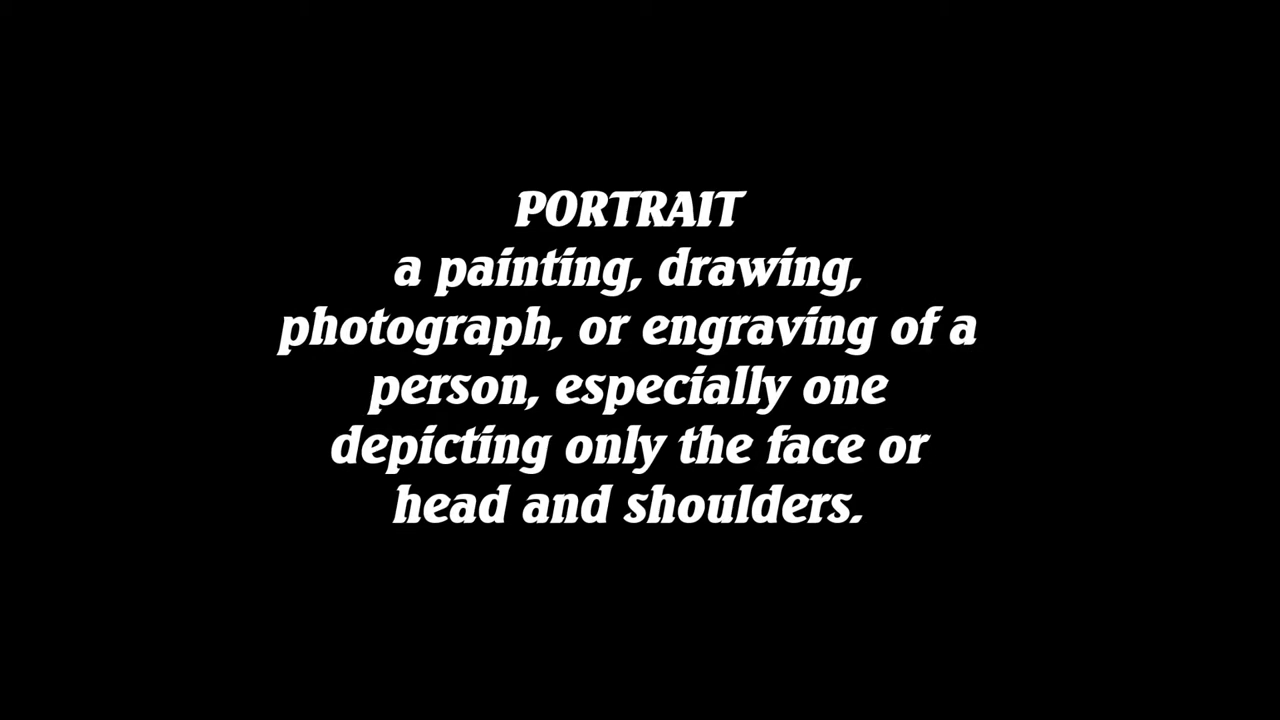 PORTRAIT
a painting, drawing,
photograph, or engraving of a
person, especially one
depicting only the face or
head and shoulders.